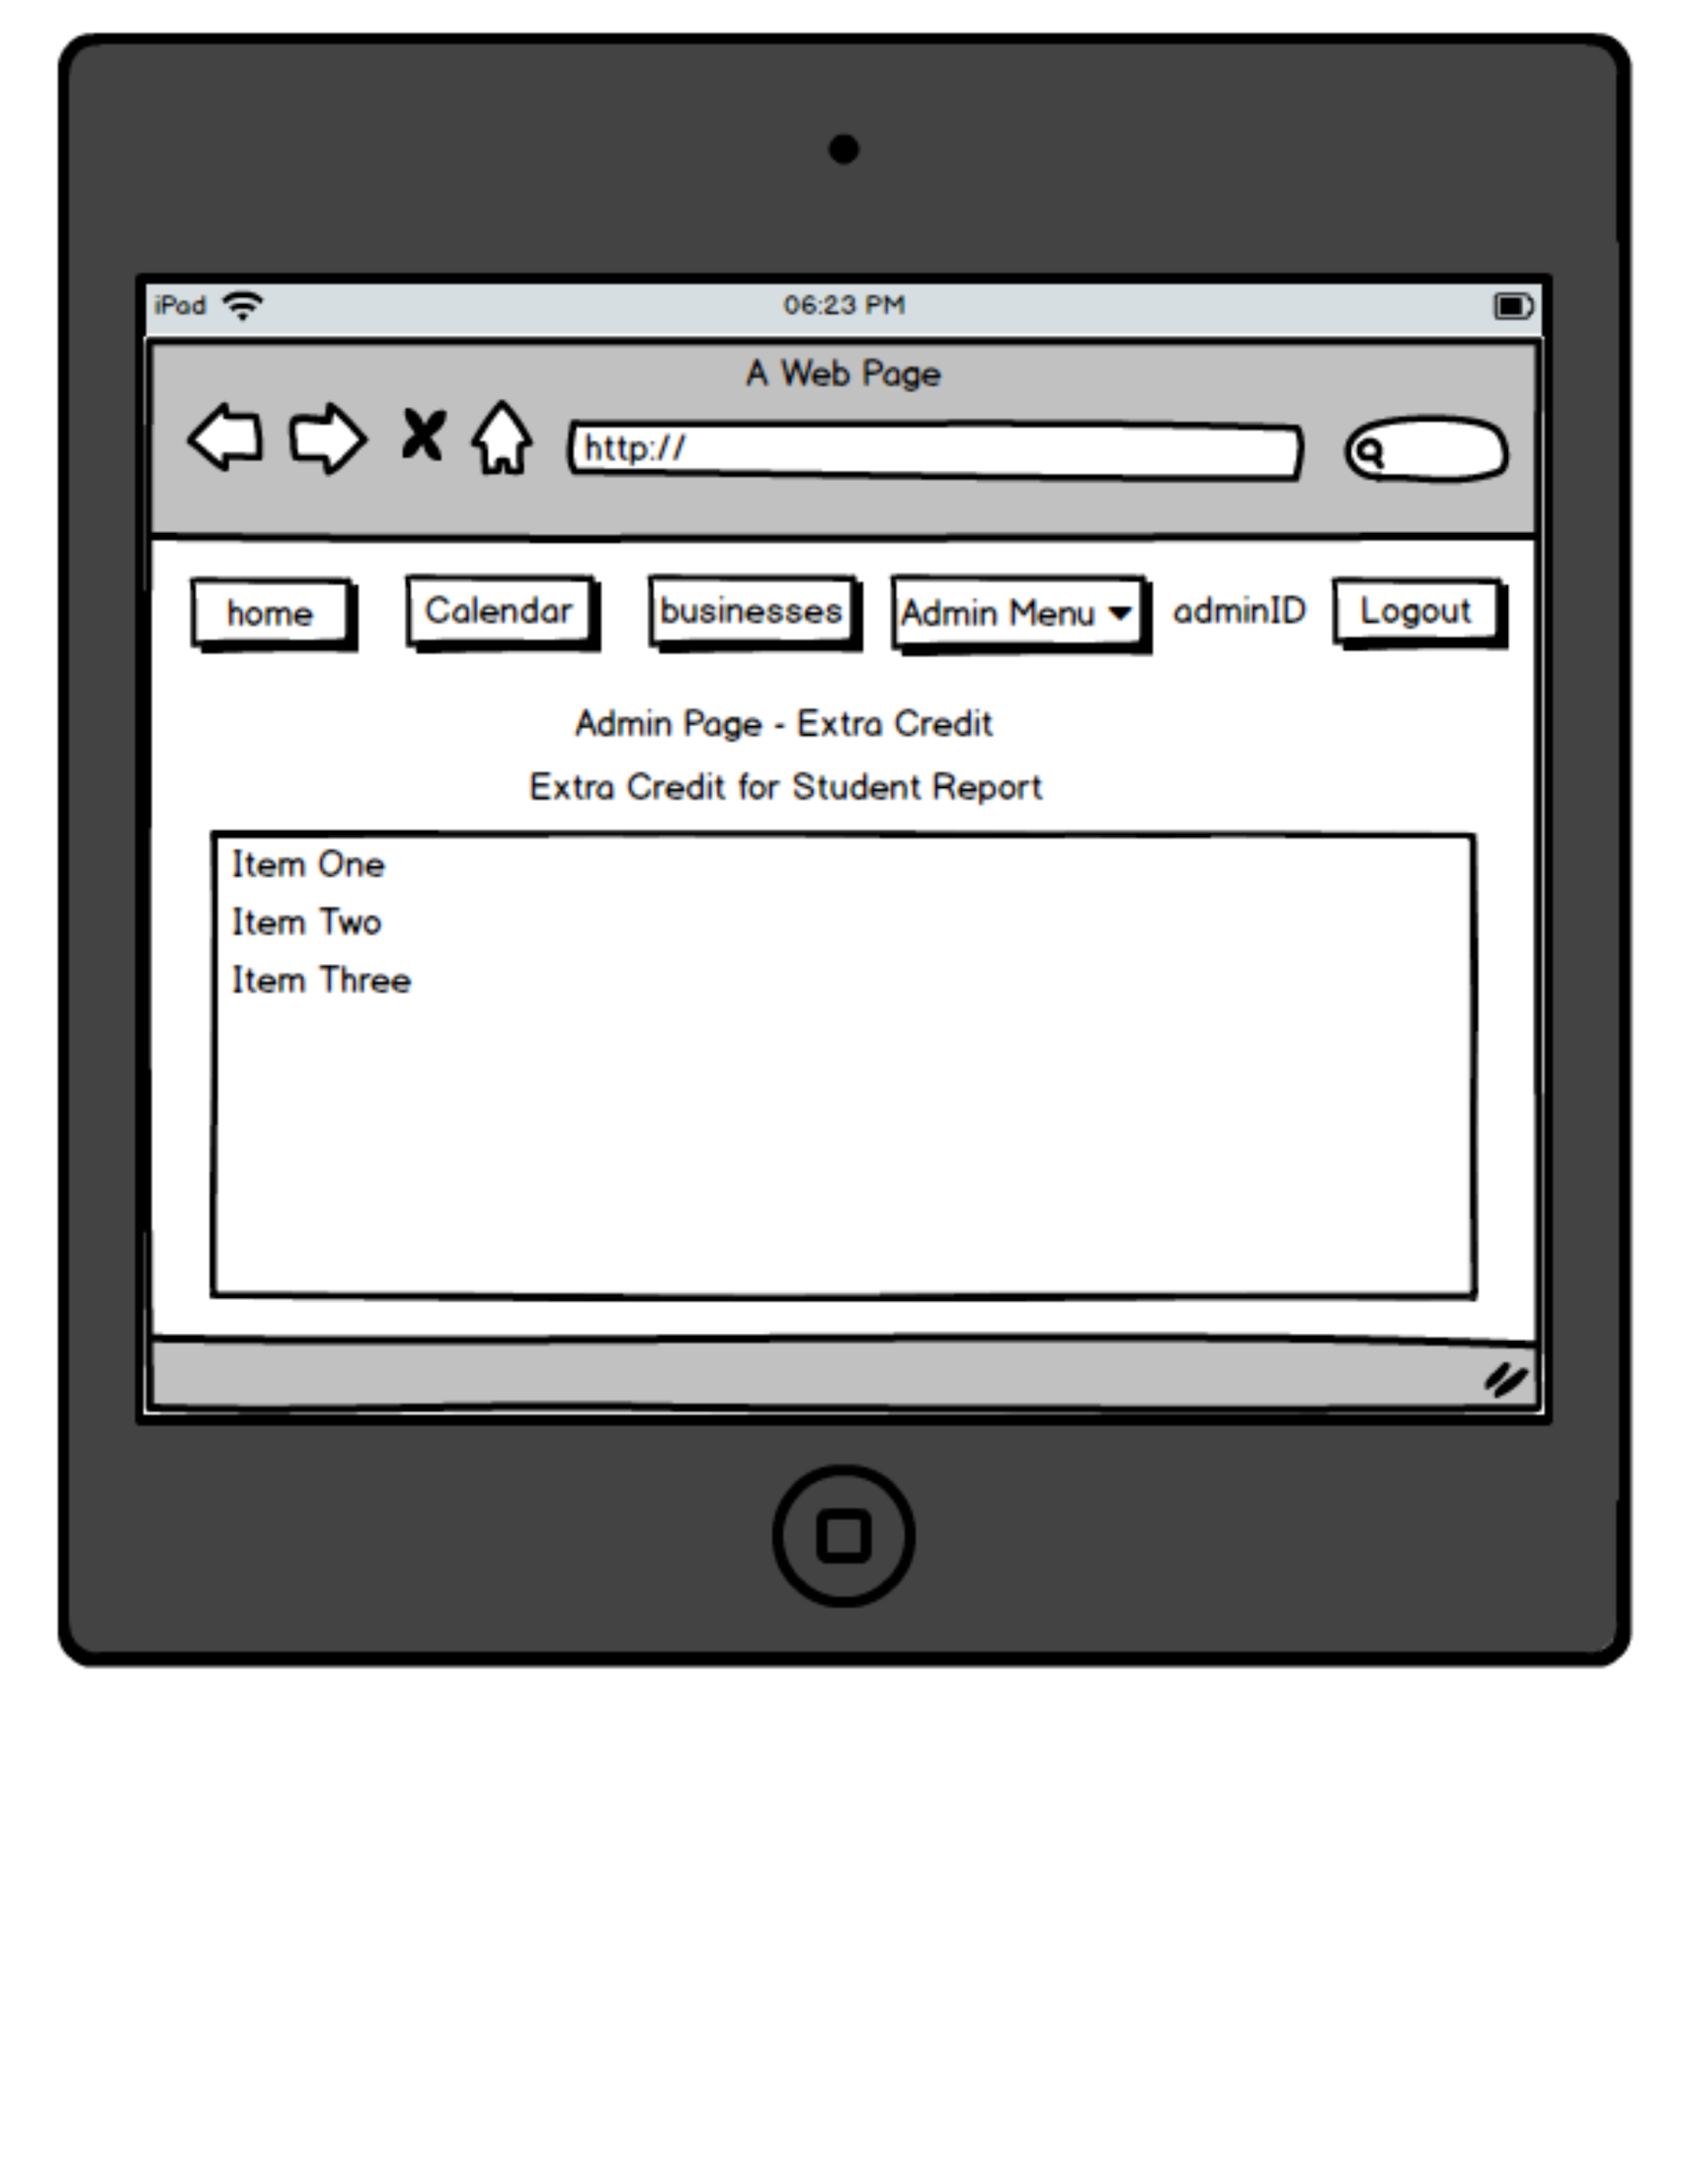 iPad 06:23 PM
A Web Page
http://
home Calendar businesses Admin Menu adminID Logout
Admin Page - Extra Credit
Extra Credit for Student Report
Item One
Item Two
Item Three